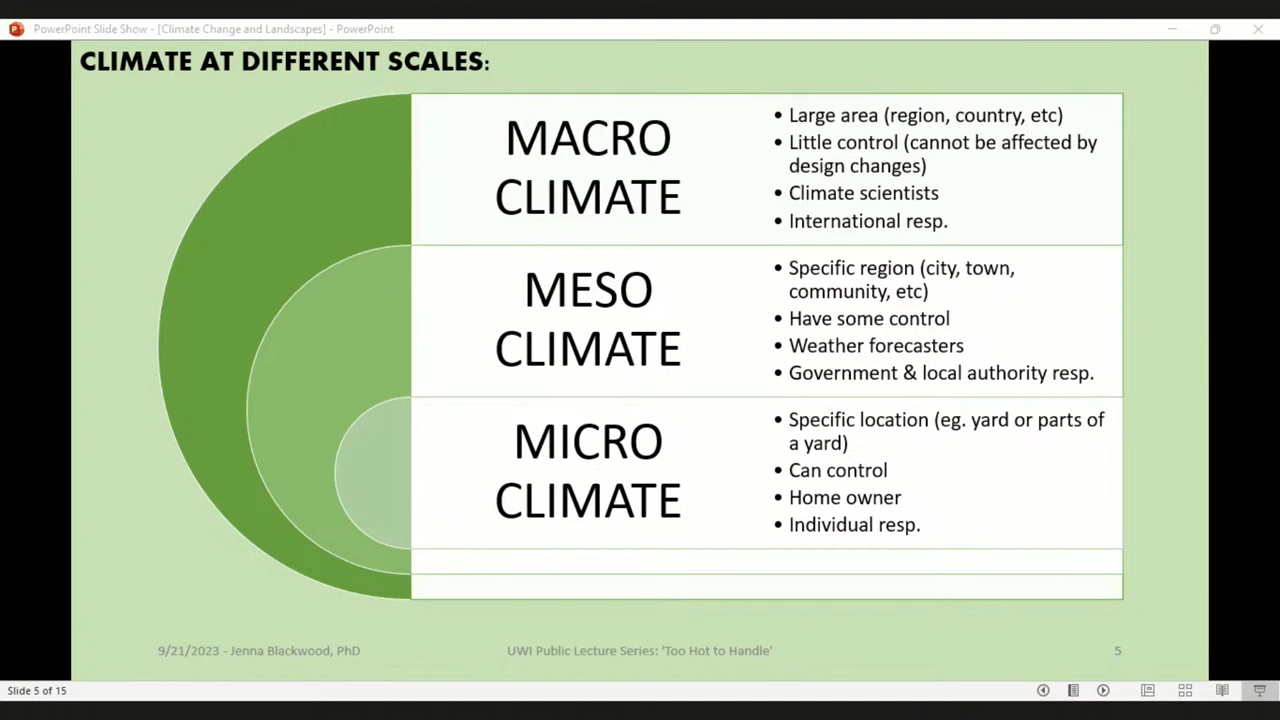 PowerPoint Slide Show - [Climate Change and Landscapes] - PowerPoint
CLIMATE AT DIFFERENT SCALES:
MACRO
CLIMATE
• Large area (region, country, etc)
• Little control (cannot be affected by
design changes)
• Climate scientists
• International resp.
MESO
CLIMATE
• Specific region (city, town,
community, etc)
• Have some control
• Weather forecasters
• Government & local authority resp.
MICRO
CLIMATE
• Specific location (eg. yard or parts of
a yard)
• Can control
• Home owner
• Individual resp.
9/21/2023 - Jenna Blackwood, PhD
UWI Public Lecture Series: 'Too Hot to Handle'
5
Slide 5 of 15